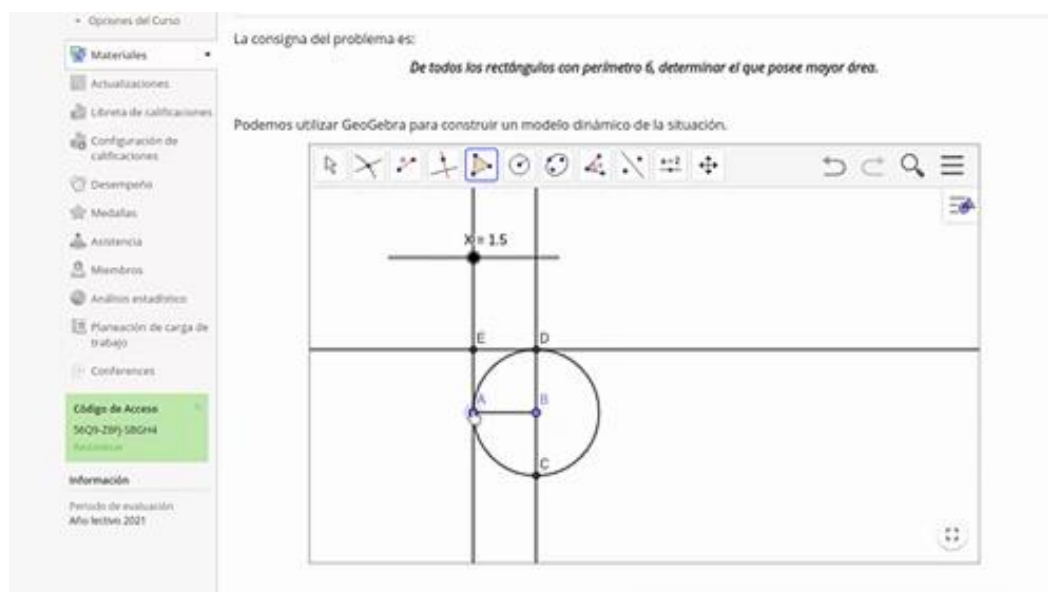 Opciones del Curso
Materiales
Actualizaciones
Libreta de calificaciones
Configuración de
calificaciones
Desempeño
Medallas
Asistencia
Miembros
Análisis estadístico
Planeación de carga de
trabajo
Conferences
Código de Acceso
Información
Periodo de evaluación
Año lectivo 2021
La consigna del problema es:
De todos los rectángulos con perímetro 6, determinar el que posee mayor área.
Podemos utilizar GeoGebra para construir un modelo dinámico de la situación.
X = 1.5
E D
A B
C